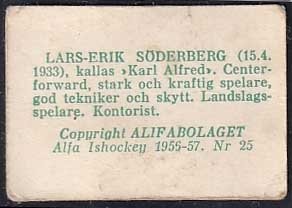 LARS-ERIK SÖDERBERG (15.4.
1933), kallas »Karl Alfred». Center-
forward, stark och kraftig spelare,
god tekniker och skytt. Landslags-
spelare. Kontorist.
Copyright ALIFABOLAGET
Alfa Ishockey 1956-57. Nr 25